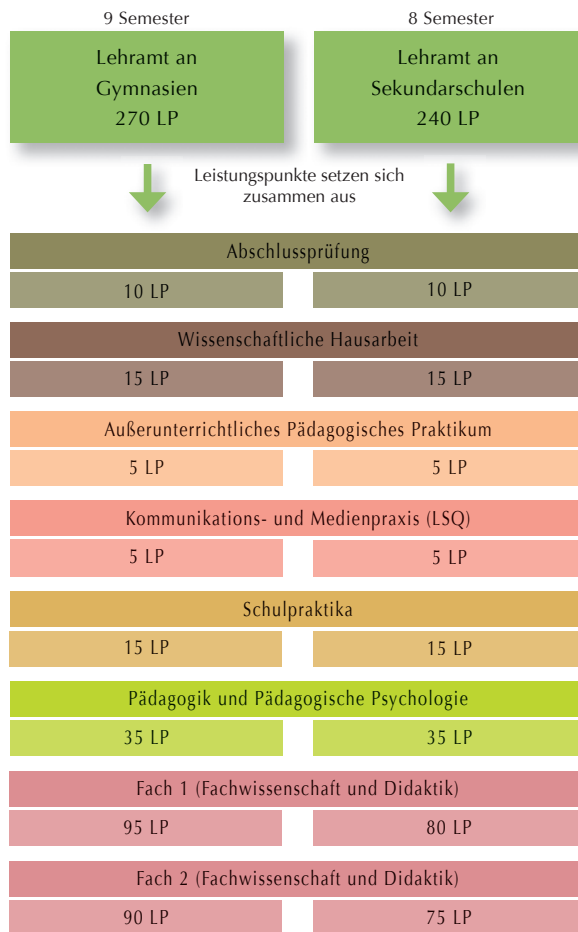 9 Semester
8 Semester
Lehramt an
Gymnasien
270 LP
Lehramt an
Sekundarschulen
240 LP
Leistungspunkte setzen sich
zusammen aus
Abschlussprüfung
10 LP
10 LP
Wissenschaftliche Hausarbeit
15 LP
15 LP
Außerunterrichtliches Pädagogisches Praktikum
5 LP
5 LP
Kommunikations- und Medienpraxis (LSQ)
5 LP
5 LP
Schulpraktika
15 LP
15 LP
Pädagogik und Pädagogische Psychologie
35 LP
35 LP
Fach 1 (Fachwissenschaft und Didaktik)
95 LP
80 LP
Fach 2 (Fachwissenschaft und Didaktik)
90 LP
75 LP